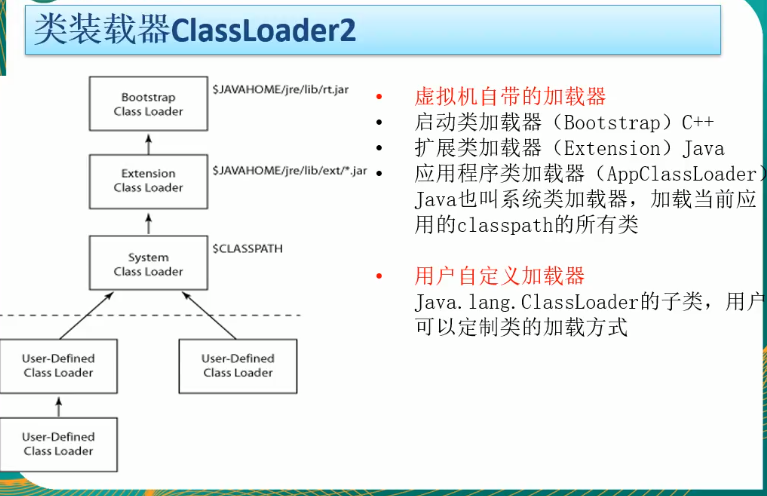 类装载器ClassLoader2
Bootstrap
Class Loader
$JAVAHOME/jre/lib/rt.jar
Extension
Class Loader
$JAVAHOME/jre/lib/ext/*.jar
System
Class Loader
$CLASSPATH
User-Defined
Class Loader
User-Defined
Class Loader
User-Defined
Class Loader
• 虚拟机自带的加载器
• 启动类加载器（Bootstrap）C++
• 扩展类加载器（Extension）Java
• 应用程序类加载器（AppClassLoader）
Java也叫系统类加载器，加载当前应
用的classpath的所有类
• 用户自定义加载器
Java.lang.ClassLoader的子类，用户
可以定制类的加载方式